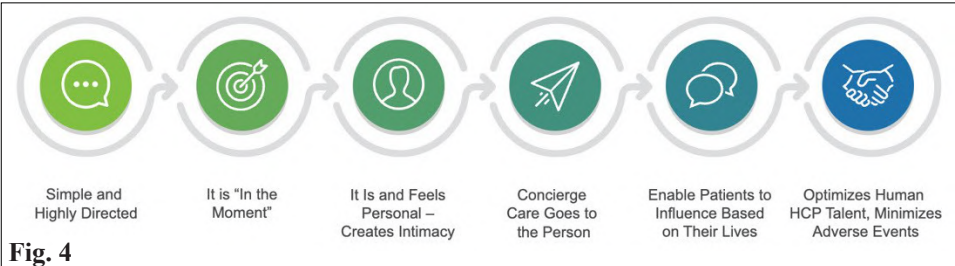 Simple and
Highly Directed
It is "In the
Moment"
It Is and Feels
Personal –
Creates Intimacy
Concierge
Care Goes to
the Person
Enable Patients to
Influence Based
on Their Lives
Optimizes Human
HCP Talent, Minimizes
Adverse Events
Fig. 4